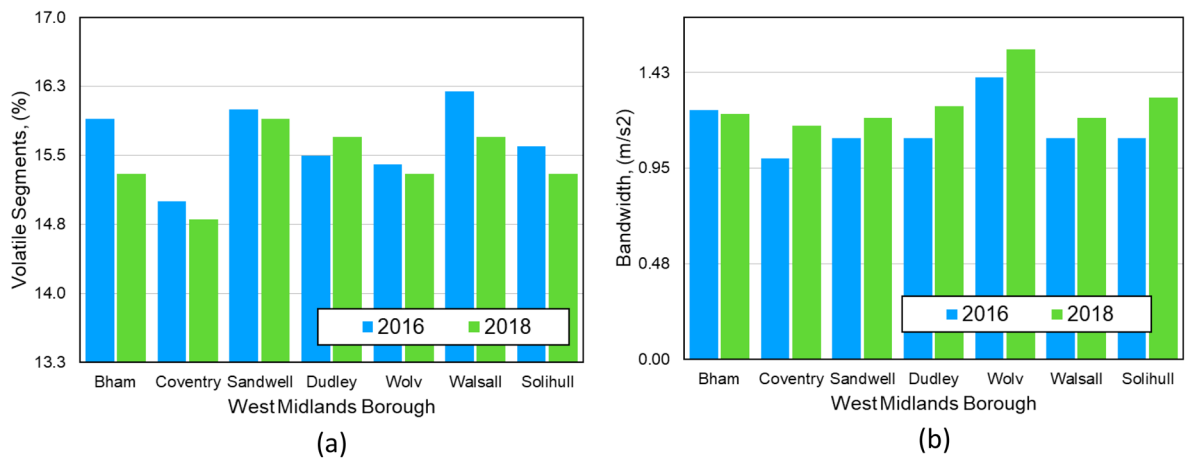 17.0
16.3
15.5
14.8
14.0
13.3
Volatile Segments, (%)
2016
2018
Bham Coventry Sandwell Dudley Wolv Walsall Solihull
West Midlands Borough
(a)
1.43
0.95
0.48
0.00
Bandwidth, (m/s2)
2016
2018
Bham Coventry Sandwell Dudley Wolv Walsall Solihull
West Midlands Borough
(b)